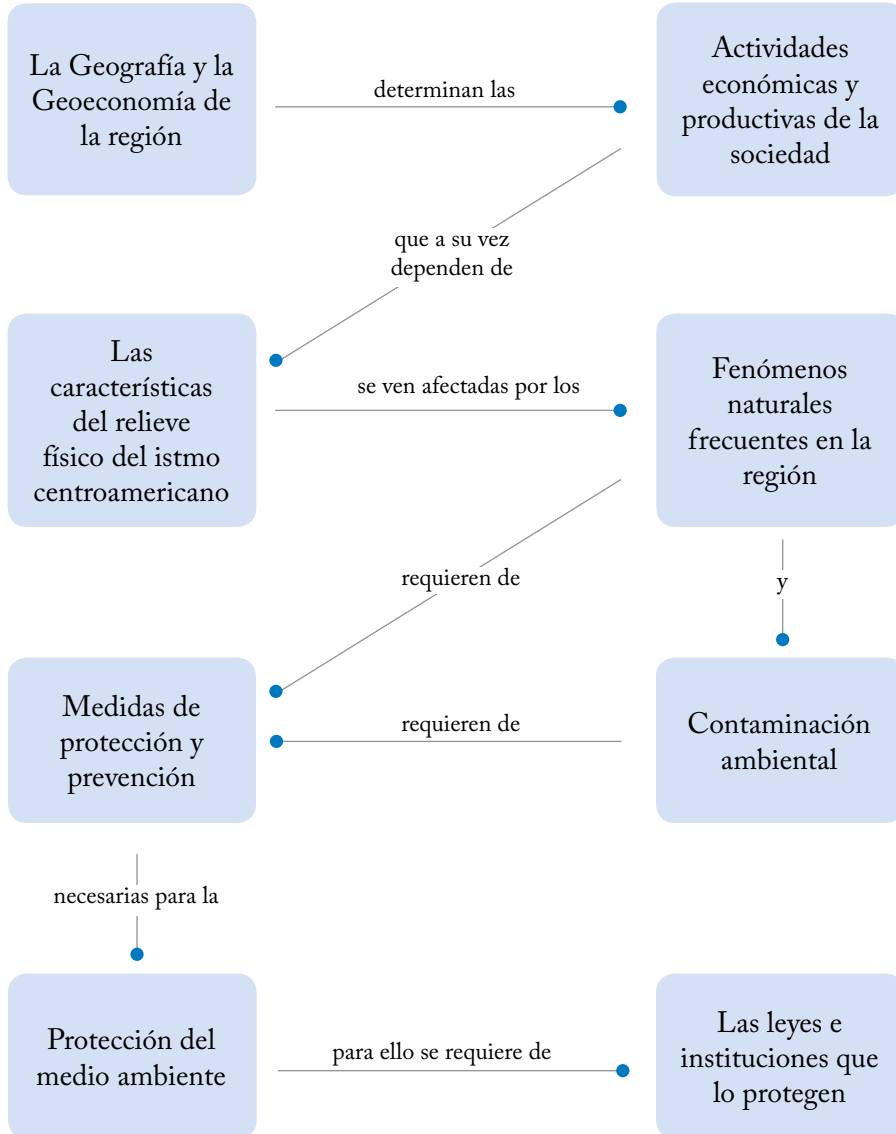 La Geografía y la
Geoeconomía de
la región
determinan las
Actividades
económicas y
productivas de la
sociedad
que a su vez
dependen de
Las
características
del relieve
físico del istmo
centroamericano
se ven afectadas por los
Fenómenos
naturales
frecuentes en la
región
requieren de
y
Medidas de
protección y
prevención
requieren de
Contaminación
ambiental
necesarias para la
Protección del
medio ambiente
para ello se requiere de
Las leyes e
instituciones que
lo protegen